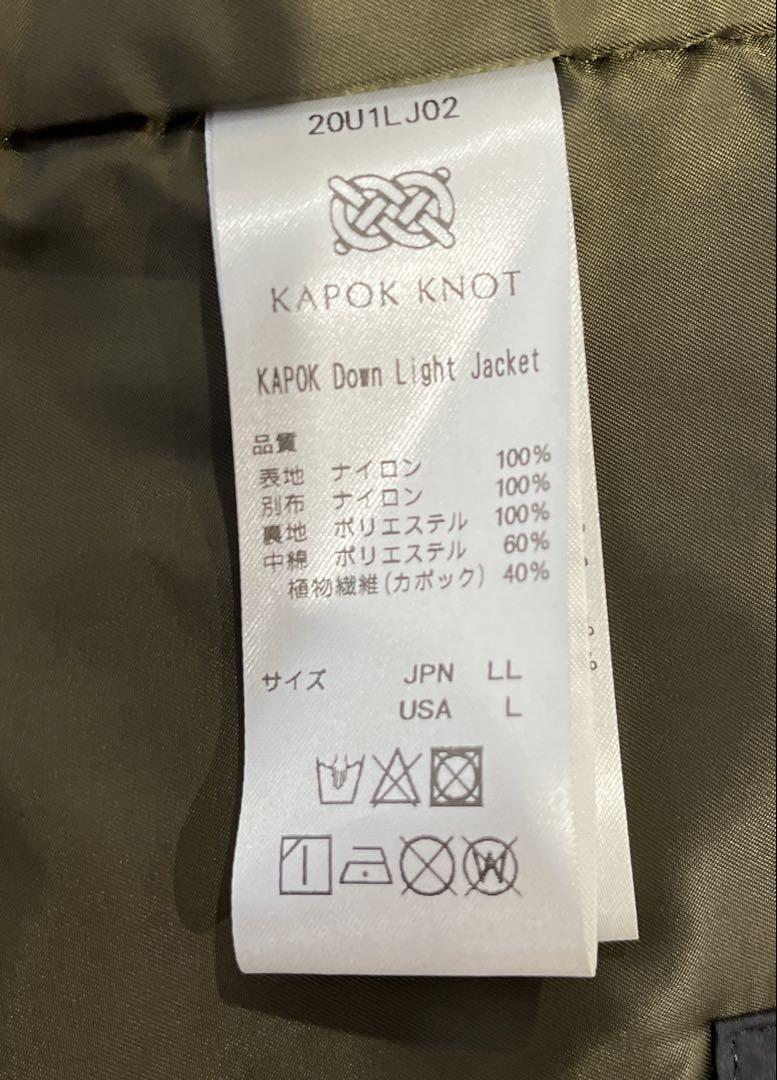 20U1LJ02
KAPOK KNOT
KAPOK Down Light Jacket
品質
表地 ナイロン 100%
別布 ナイロン 100%
裏地 ポリエステル 100%
中綿 ポリエステル 60%
植物繊維(カポック) 40%
サイズ JPN LL
USA L
W